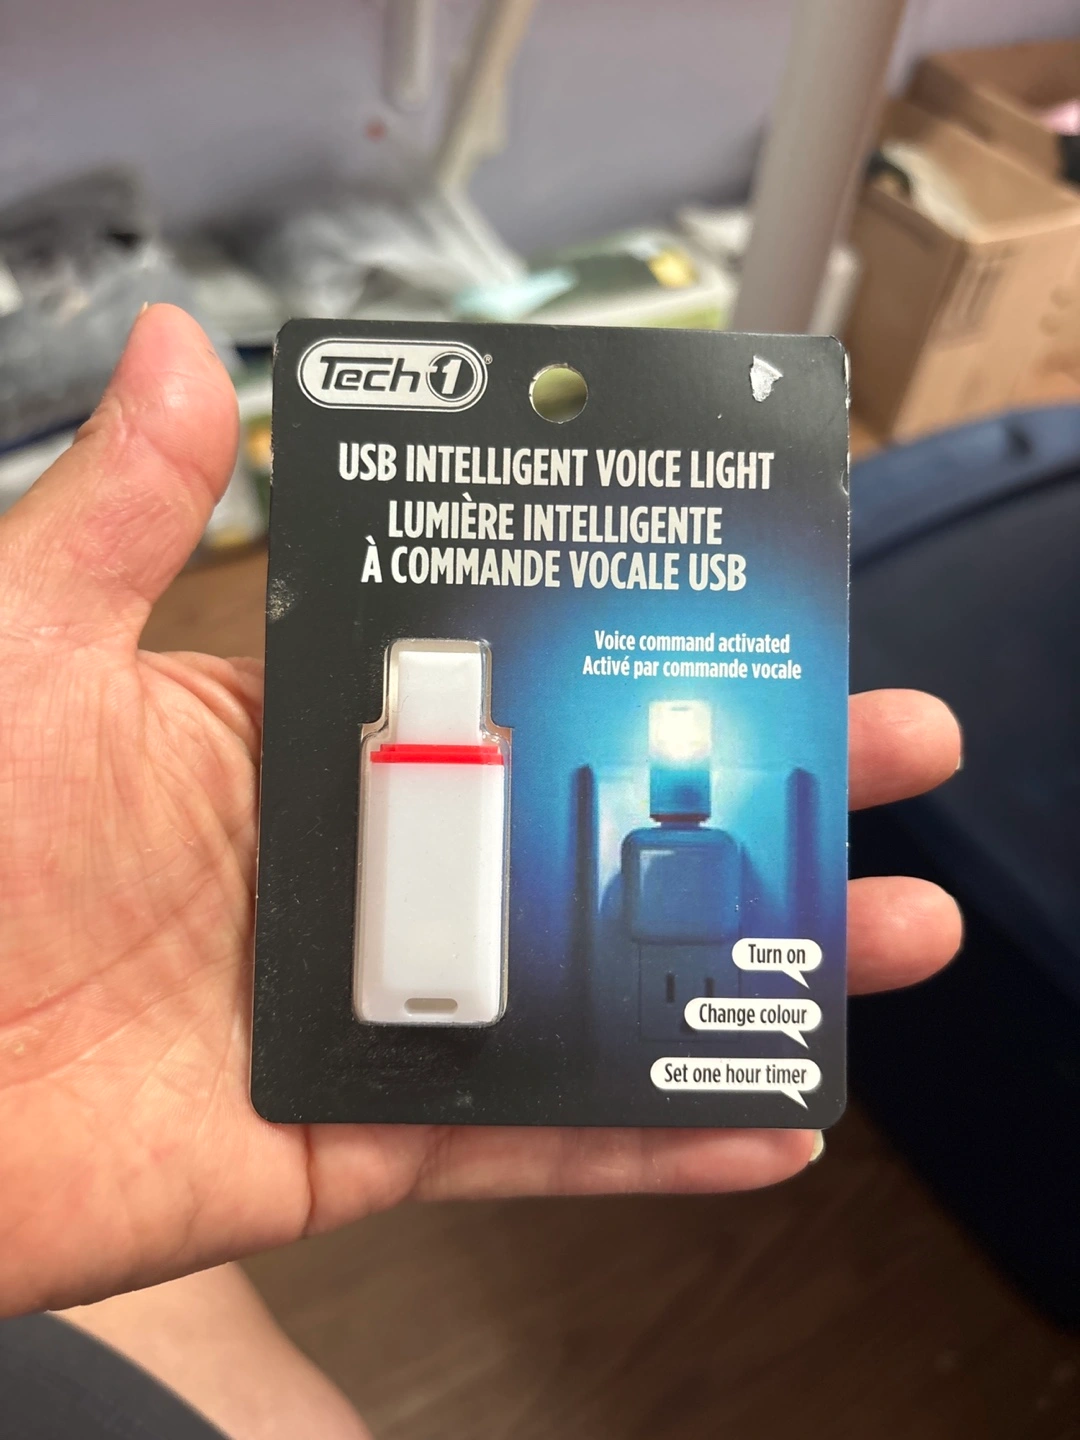 Tech 1®
USB INTELLIGENT VOICE LIGHT
LUMIÈRE INTELLIGENTE
À COMMANDE VOCALE USB
Voice command activated
Activé par commande vocale
Turn on
Change colour
Set one hour timer